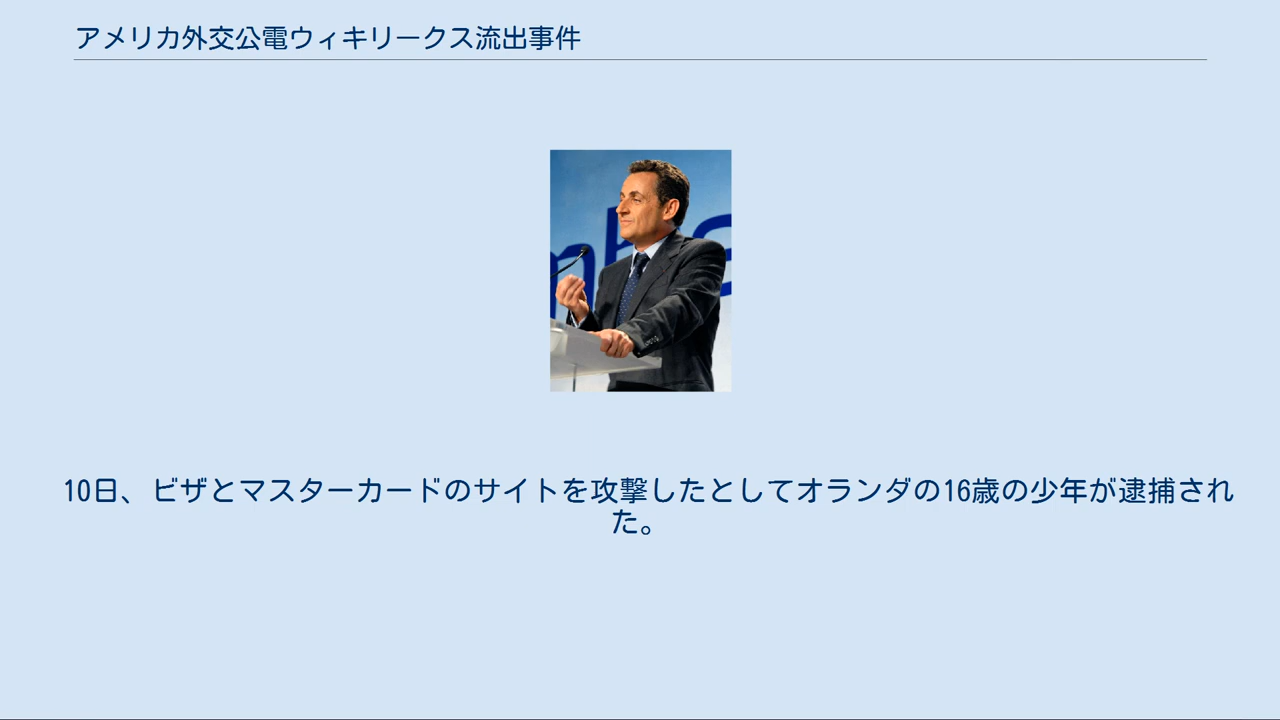 アメリカ外交公電ウィキリークス流出事件
10日、ビザとマスターカードのサイトを攻撃したとしてオランダの16歳の少年が逮捕され
た。